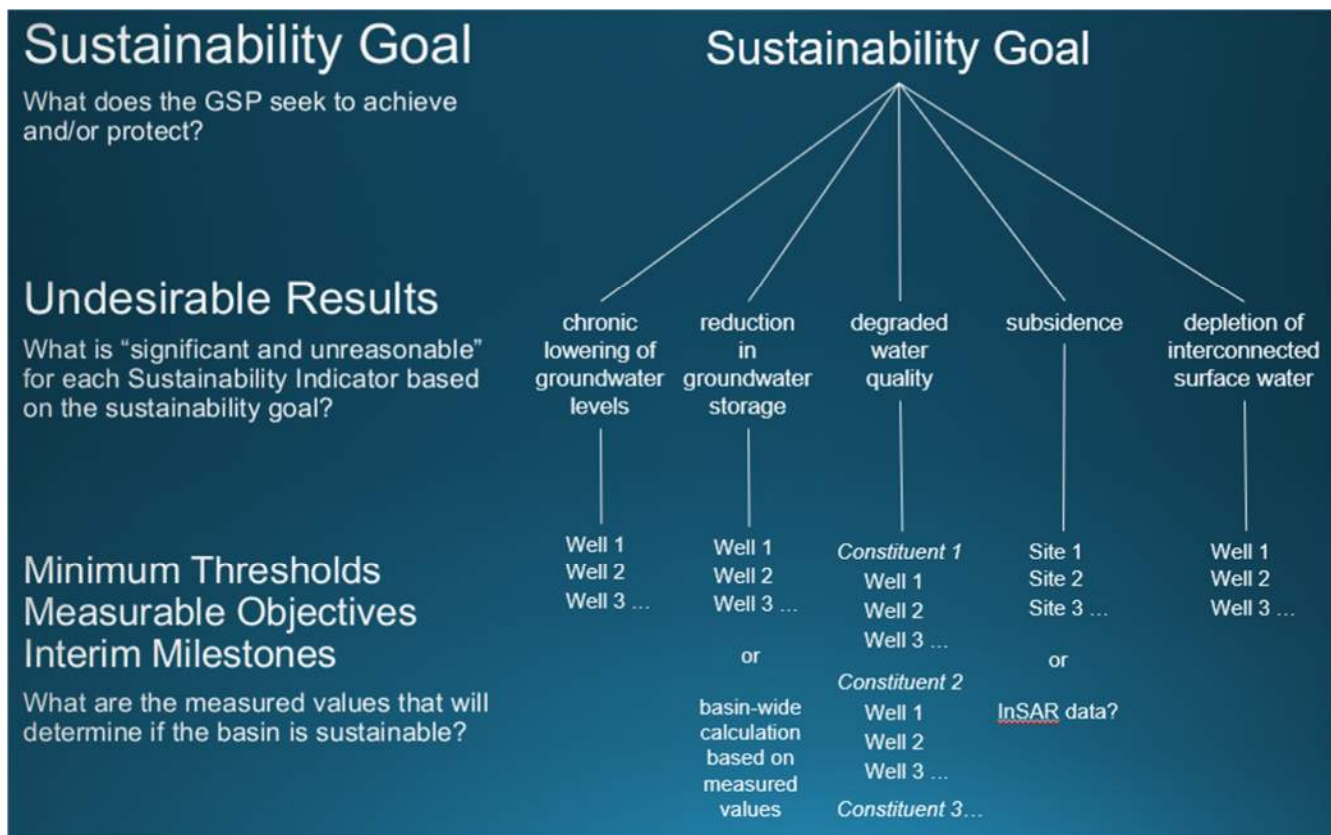 Sustainability Goal
What does the GSP seek to achieve
and/or protect?
Undesirable Results
What is “significant and unreasonable”
for each Sustainability Indicator based
on the sustainability goal?
Minimum Thresholds
Measurable Objectives
Interim Milestones
What are the measured values that will
determine if the basin is sustainable?
Sustainability Goal
chronic
lowering of
groundwater
levels
Well 1
Well 2
Well 3 ...
reduction
in
groundwater
storage
Well 1
Well 2
Well 3 ...
or
basin-wide
calculation
based on
measured
values
degraded
water
quality
Constituent 1
Well 1
Well 2
Well 3 ...
Constituent 2
Well 1
Well 2
Well 3 ...
Constituent 3...
subsidence
Site 1
Site 2
Site 3 ...
or
InSAR data?
depletion of
interconnected
surface water
Well 1
Well 2
Well 3 ...